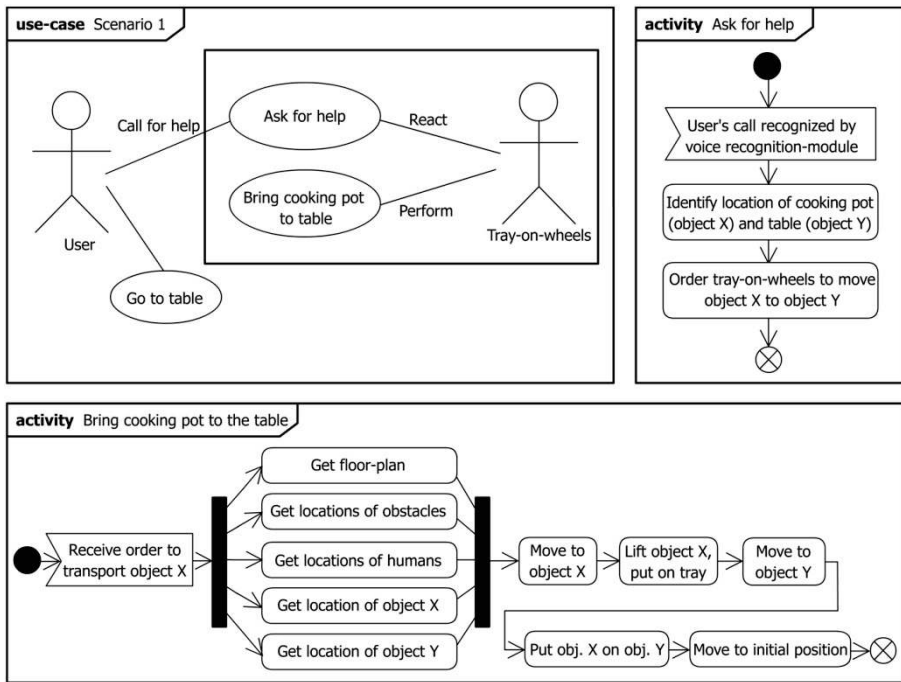 use-case Scenario 1
Call for help
Ask for help
React
Bring cooking pot
to table
Perform
User
Tray-on-wheels
Go to table
activity Ask for help
User's call recognized by
voice recognition-module
Identify location of cooking pot
(object X) and table (object Y)
Order tray-on-wheels to move
object X to object Y
activity Bring cooking pot to the table
Receive order to
transport object X
Get floor-plan
Get locations of obstacles
Get locations of humans
Get location of object X
Get location of object Y
Move to
object X
Lift object X,
put on tray
Move to
object Y
Put obj. X on obj. Y
Move to initial position